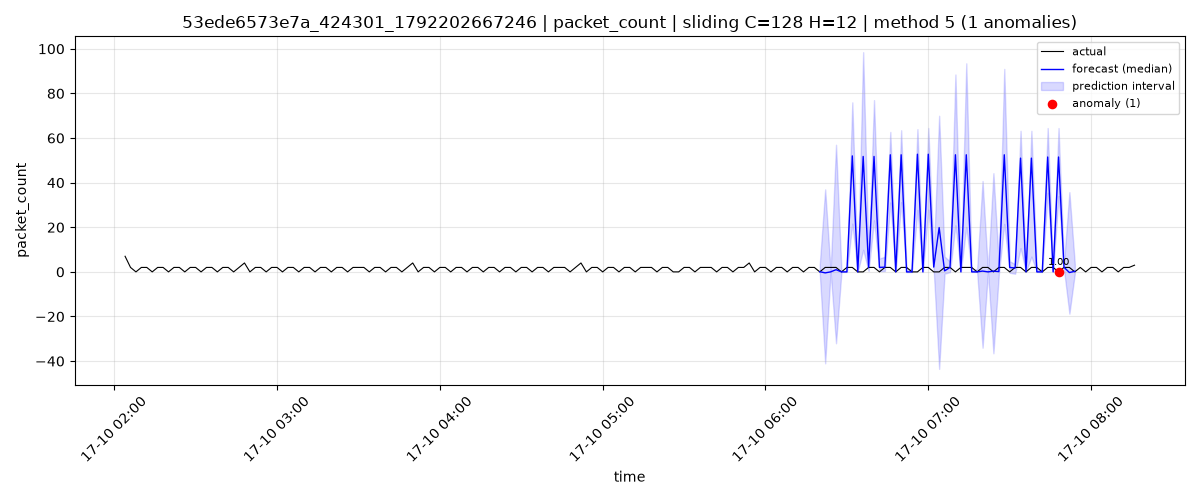 53ede6573e7a_424301_1792202667246 | packet_count | sliding C=128 H=12 | method 5 (1 anomalies)
actual
forecast (median)
prediction interval
anomaly (1)
100
80
60
40
20
0
−20
−40
packet_count
1.00
17-10 02:00
17-10 03:00
17-10 04:00
17-10 05:00
17-10 06:00
17-10 07:00
17-10 08:00
time